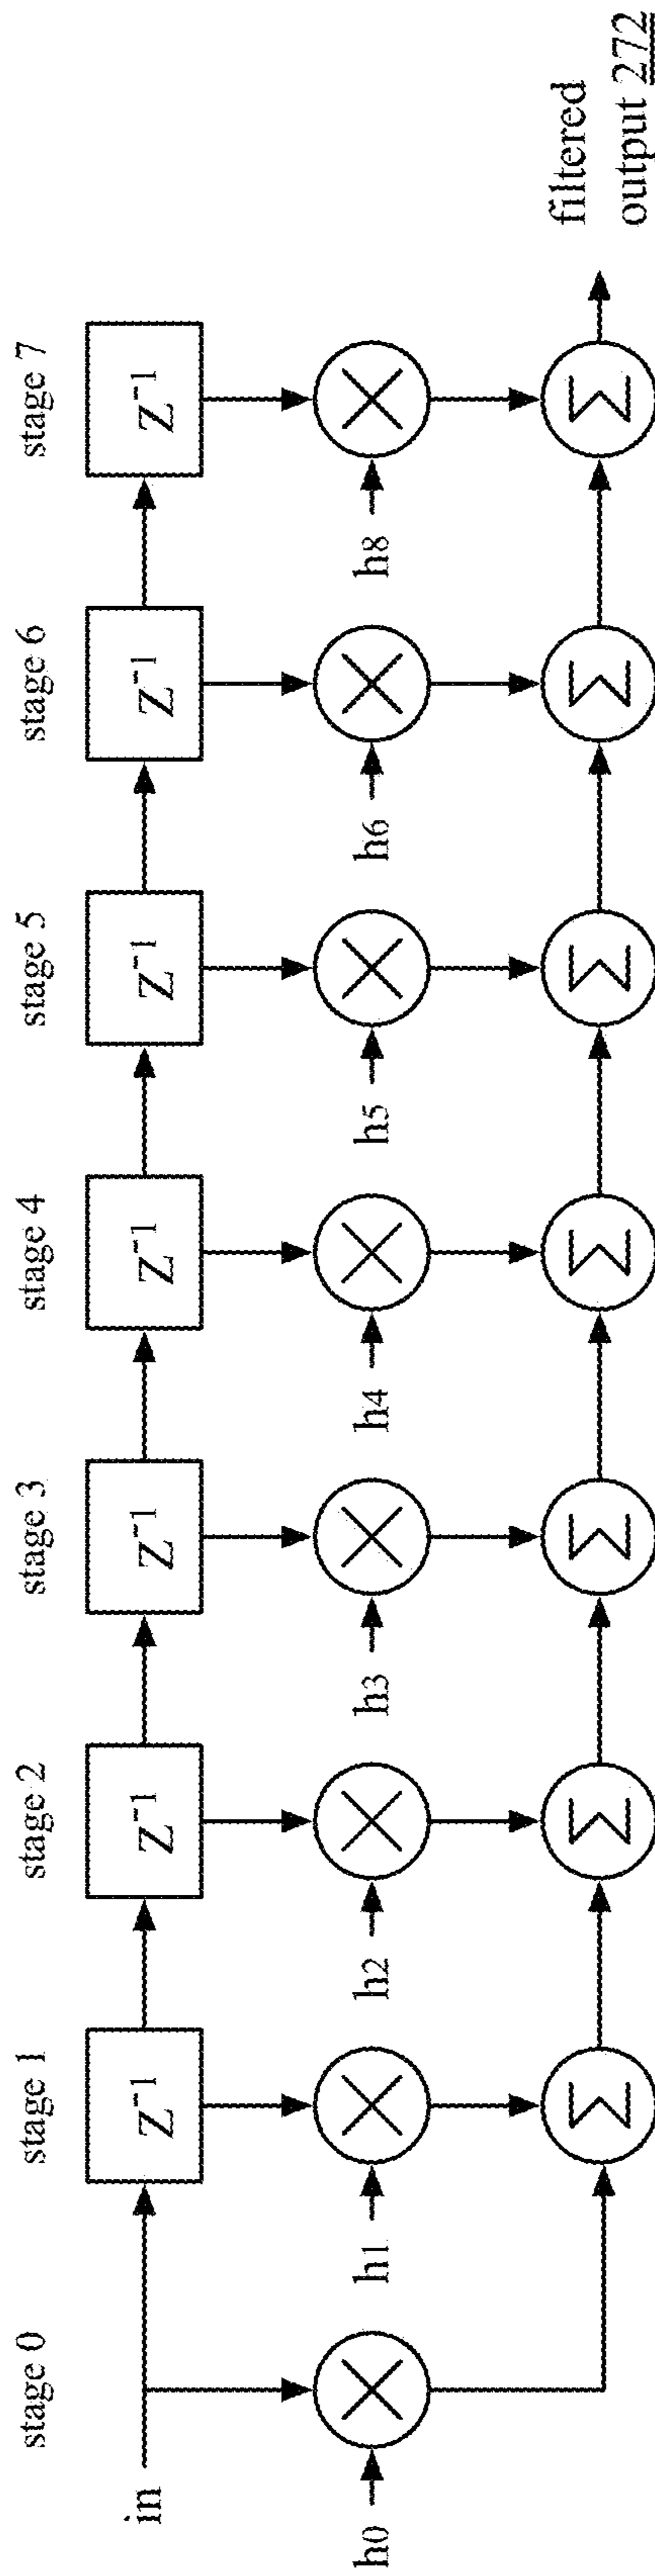 stage 0 stage 1 stage 2 stage 3 stage 4 stage 5 stage 6 stage 7
in Z⁻¹ Z⁻¹ Z⁻¹ Z⁻¹ Z⁻¹ Z⁻¹ Z⁻¹
h0 h1 h2 h3 h4 h5 h6 h8
Σ Σ Σ Σ Σ Σ Σ
filtered
output 272